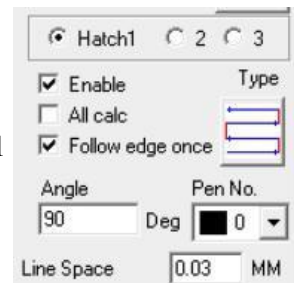 Hatch1 2 3
Enable Type
All calc
Follow edge once
Angle Pen No.
90 Deg 0
Line Space 0.03 MM